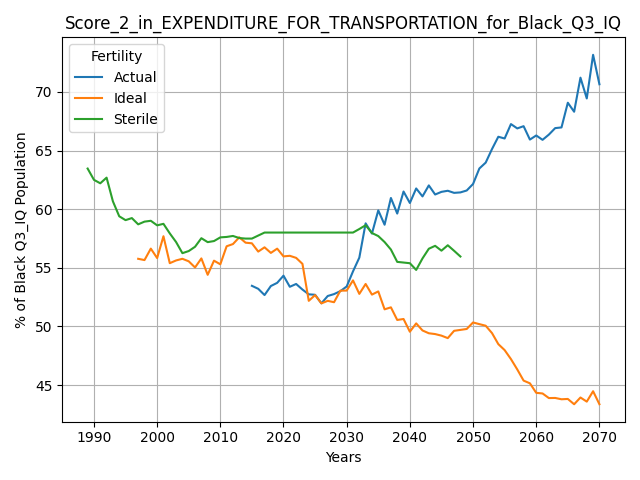 Score_2_in_EXPENDITURE_FOR_TRANSPORTATION_for_Black_Q3_IQ
Fertility
Actual
Ideal
Sterile
% of Black Q3_IQ Population
70
65
60
55
50
45
1990 2000 2010 2020 2030 2040 2050 2060 2070
Years